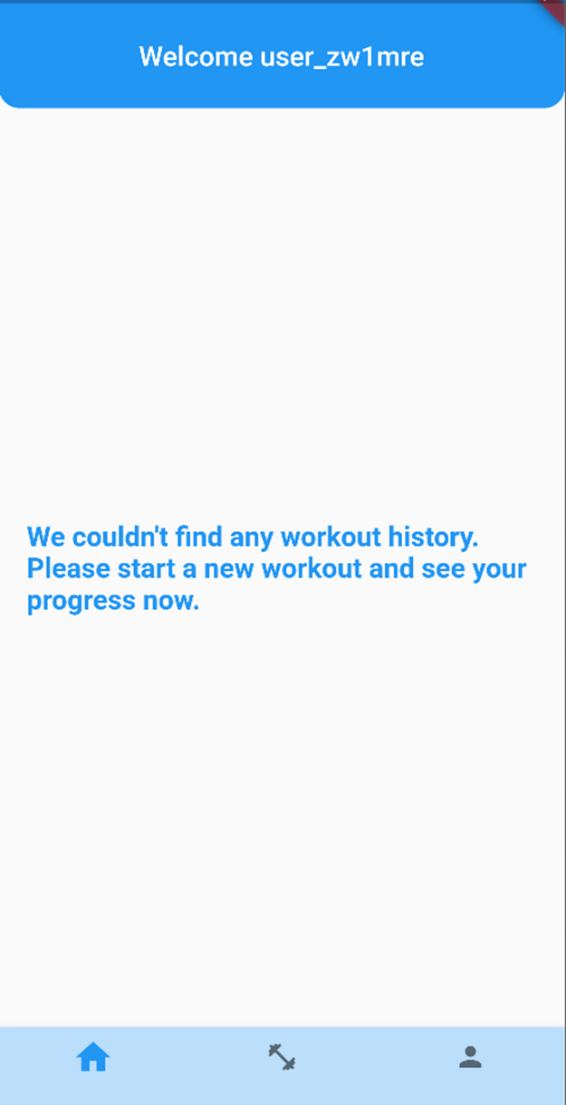 Welcome user_zw1mre
We couldn't find any workout history.
Please start a new workout and see your
progress now.